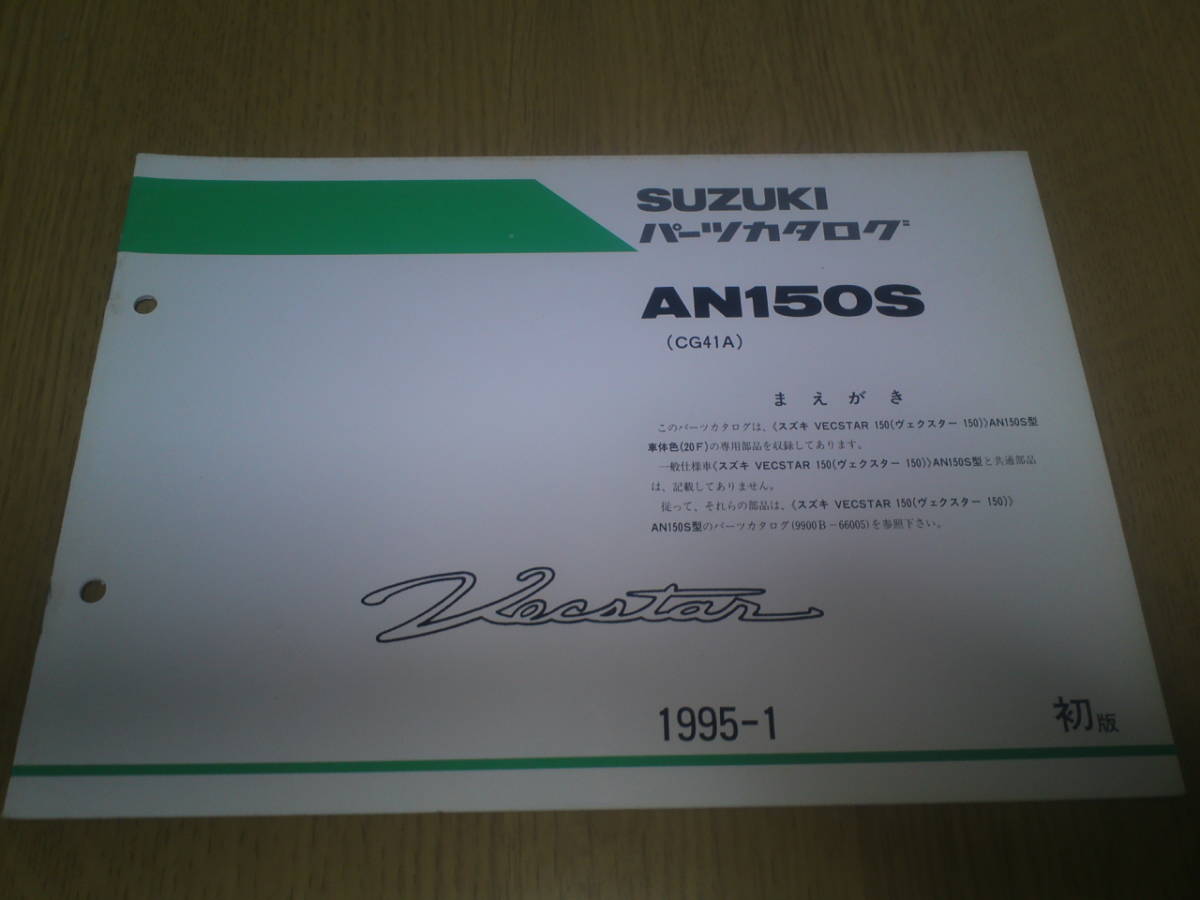 SUZUKI
パーツカタログ
AN150S
(CG41A)
まえがき
このパーツカタログは、《スズキ VECSTAR 150(ヴェクスター 150)》AN150S型
車体色(20F)の専用部品を収録してあります。
一般仕様車《スズキ VECSTAR 150(ヴェクスター 150)》AN150S型と共通部品
は、記載してありません。
従って、それらの部品は、《スズキ VECSTAR 150(ヴェクスター 150)》
AN150S型のパーツカタログ(9900B-66005)を参照下さい。
Vecstar
1995-1
初版